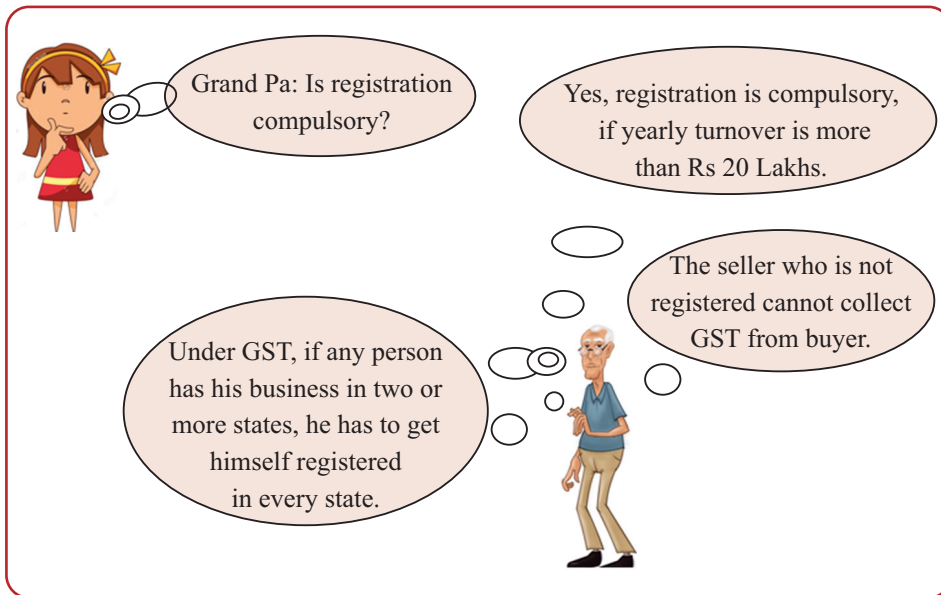 Grand Pa: Is registration
compulsory?
Yes, registration is compulsory,
if yearly turnover is more
than Rs 20 Lakhs.
The seller who is not
registered cannot collect
GST from buyer.
Under GST, if any person
has his business in two or
more states, he has to get
himself registered
in every state.